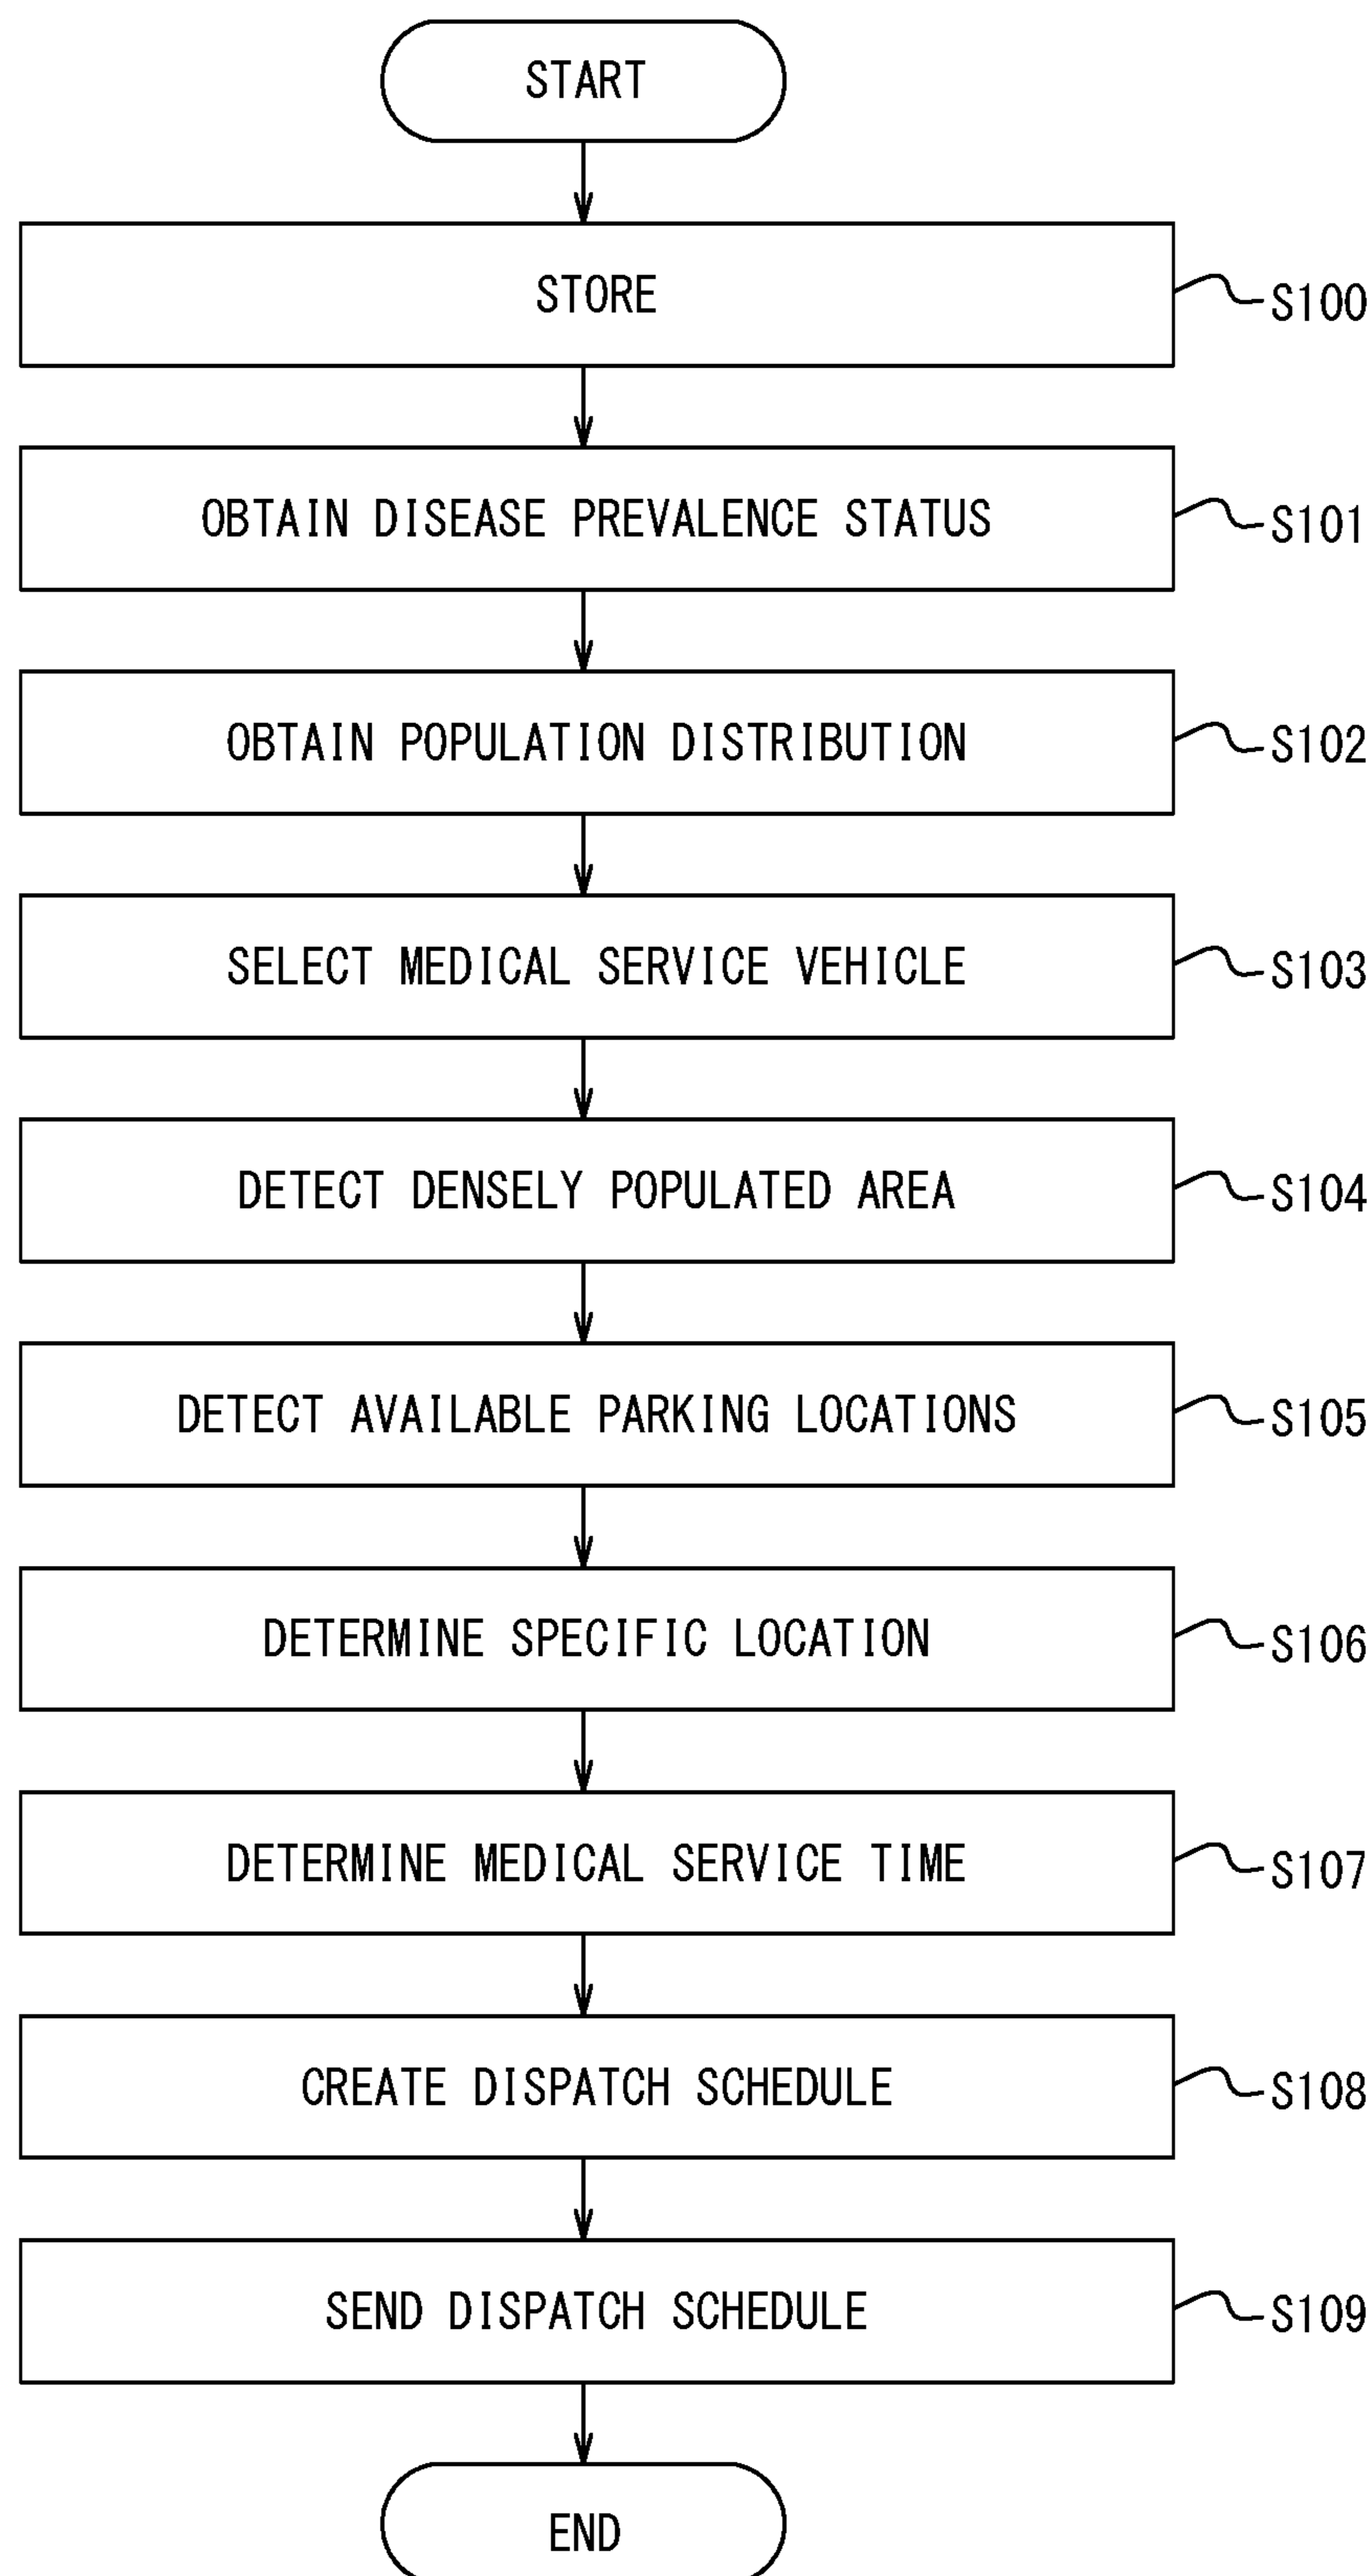 START
STORE
S100
OBTAIN DISEASE PREVALENCE STATUS
S101
OBTAIN POPULATION DISTRIBUTION
S102
SELECT MEDICAL SERVICE VEHICLE
S103
DETECT DENSELY POPULATED AREA
S104
DETECT AVAILABLE PARKING LOCATIONS
S105
DETERMINE SPECIFIC LOCATION
S106
DETERMINE MEDICAL SERVICE TIME
S107
CREATE DISPATCH SCHEDULE
S108
SEND DISPATCH SCHEDULE
S109
END